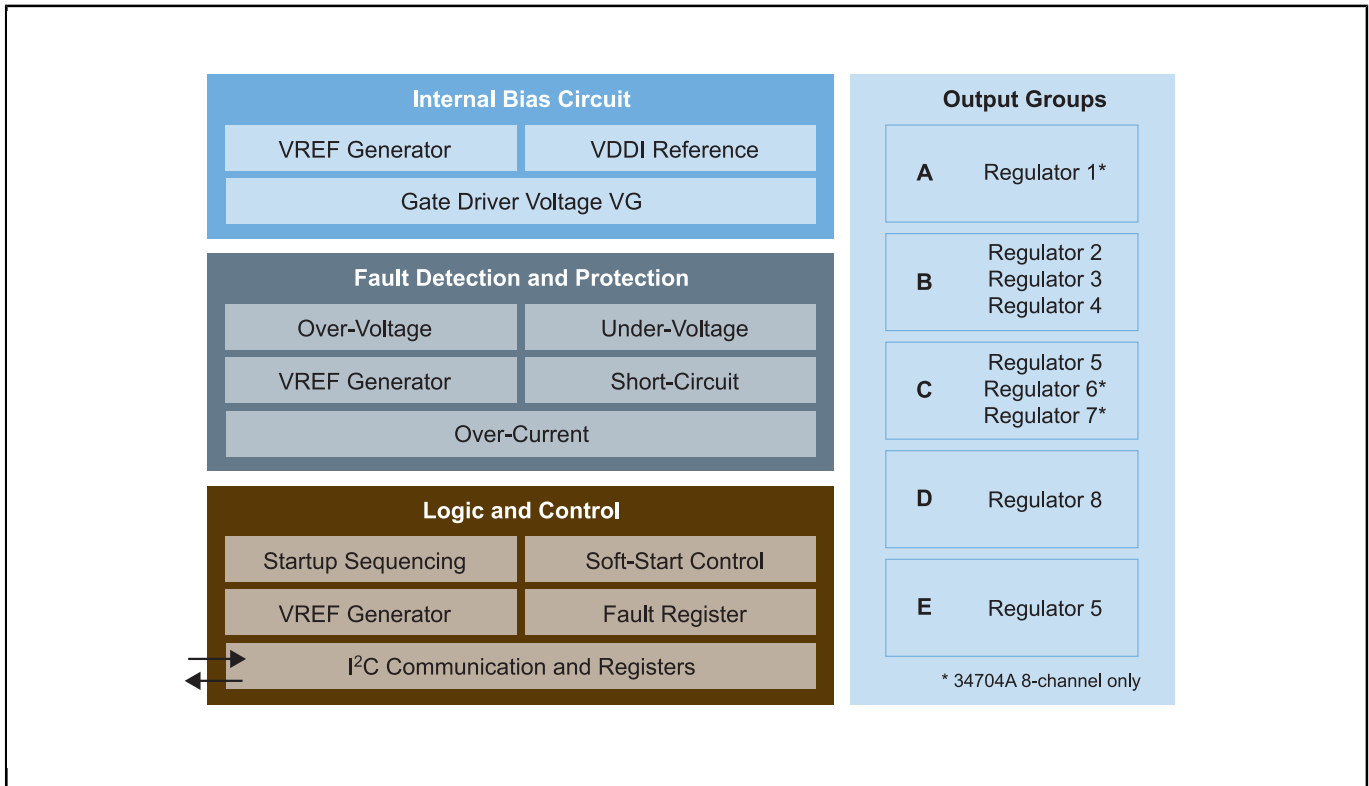 Internal Bias Circuit
VREF Generator
VDDI Reference
Gate Driver Voltage VG
Fault Detection and Protection
Over-Voltage
Under-Voltage
VREF Generator
Short-Circuit
Over-Current
Logic and Control
Startup Sequencing
Soft-Start Control
VREF Generator
Fault Register
I²C Communication and Registers
Output Groups
A
Regulator 1*
B
Regulator 2
Regulator 3
Regulator 4
C
Regulator 5
Regulator 6*
Regulator 7*
D
Regulator 8
E
Regulator 5
* 34704A 8-channel only